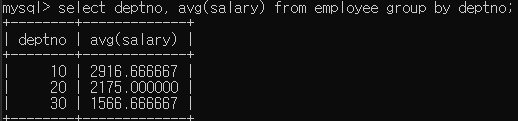 mysql> select deptno, avg(salary) from employee group by deptno;
+--------+-------------+
| deptno | avg(salary) |
+--------+-------------+
|     10 | 2916.666667 |
|     20 | 2175.000000 |
|     30 | 1566.666667 |
+--------+-------------+